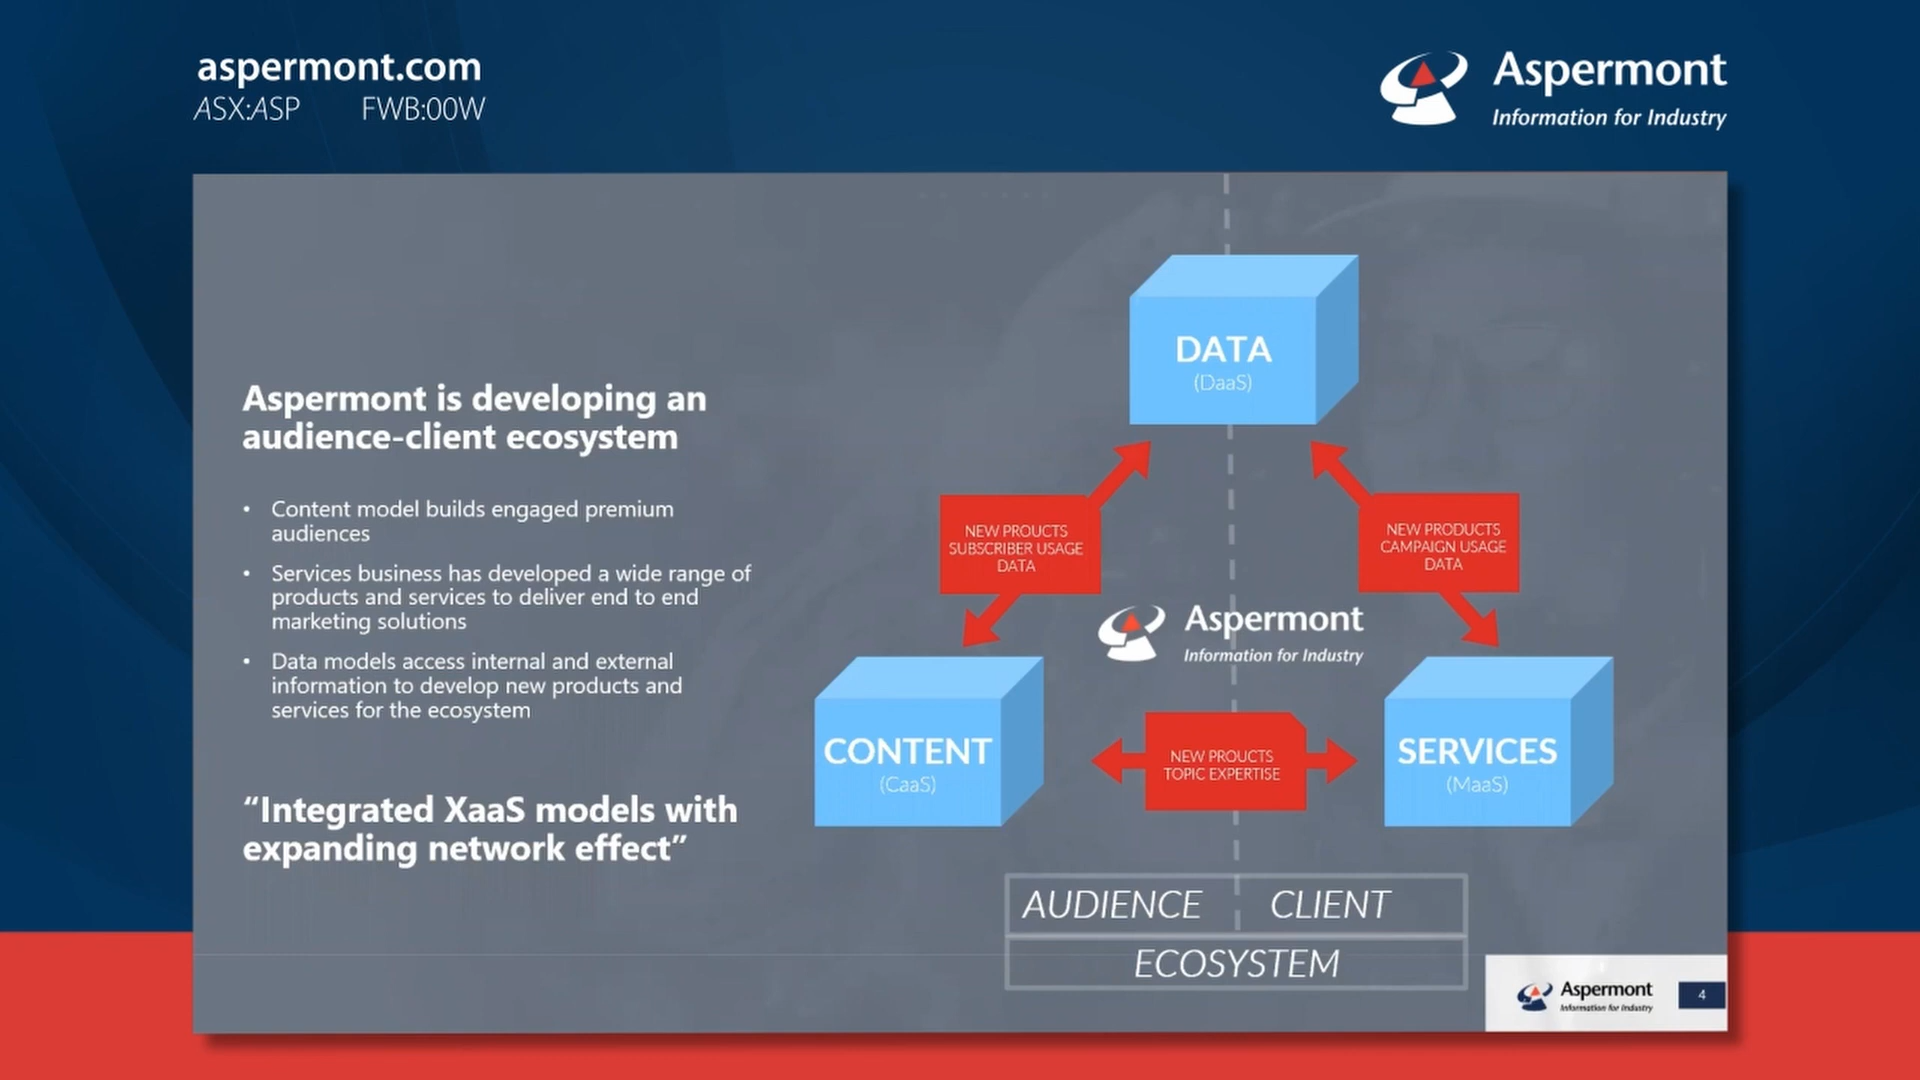 aspermont.com
ASX:ASP FWB:00W
Aspermont
Information for Industry
Aspermont is developing an
audience-client ecosystem
• Content model builds engaged premium
audiences
• Services business has developed a wide range of
products and services to deliver end to end
marketing solutions
• Data models access internal and external
information to develop new products and
services for the ecosystem
“Integrated XaaS models with
expanding network effect”
DATA
(DaaS)
NEW PROUCTS
SUBSCRIBER USAGE
DATA
NEW PRODUCTS
CAMPAIGN USAGE
DATA
Aspermont
Information for Industry
CONTENT
(CaaS)
NEW PROUCTS
TOPIC EXPERTISE
SERVICES
(MaaS)
AUDIENCE CLIENT
ECOSYSTEM
Aspermont
Information for Industry
4